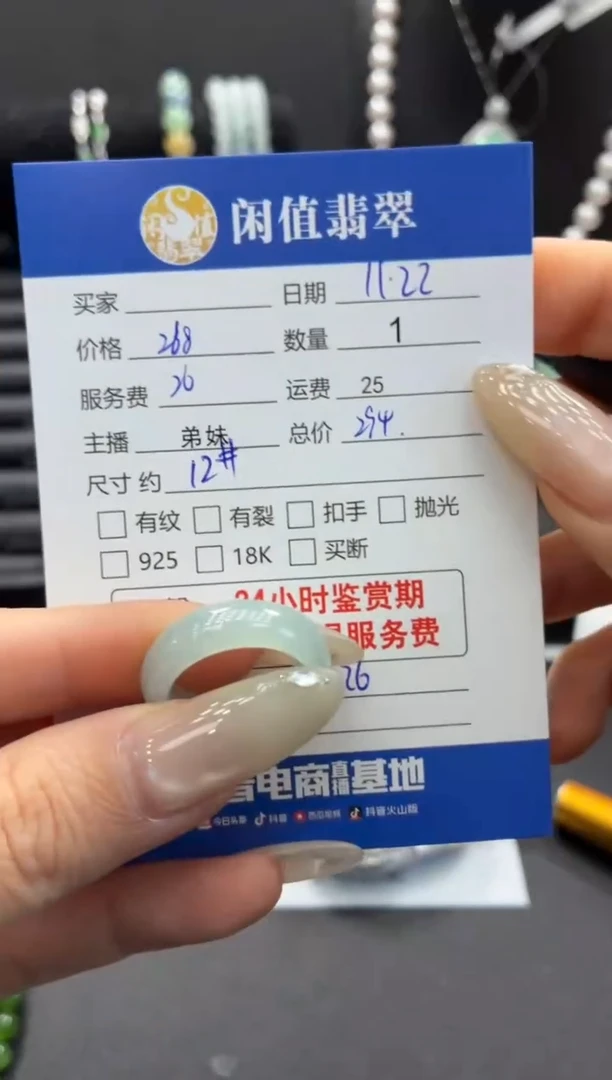 闲值翡翠
买家 日期 11.22
价格 268 数量 1
服务费 26 运费 25
主播 弟妹 总价 294.
尺寸 约 12#
有纹 有裂 扣手 抛光
925 18K 买断
24小时鉴赏期
服务费
26
电商直播基地
今日头条 抖音 西瓜视频 抖音火山版